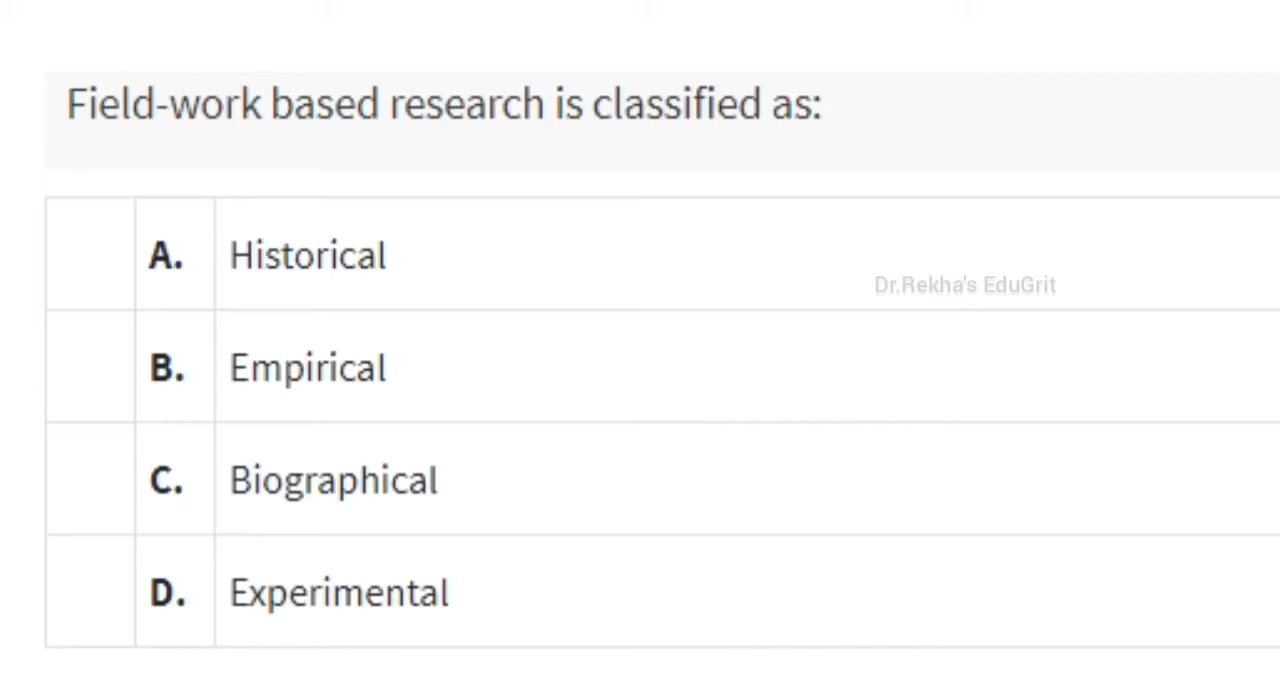 Field-work based research is classified as:
A. Historical
Dr.Rekha's EduGrit
B. Empirical
C. Biographical
D. Experimental